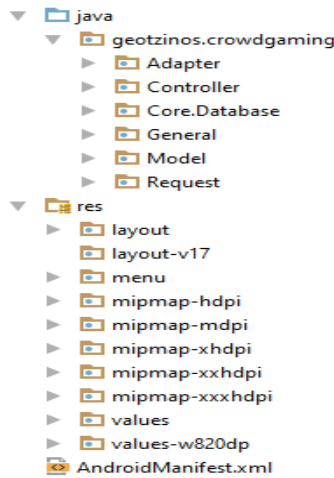 java
geotzinos.crowdgaming
Adapter
Controller
Core.Database
General
Model
Request
res
layout
layout-v17
menu
mipmap-hdpi
mipmap-mdpi
mipmap-xhdpi
mipmap-xxhdpi
mipmap-xxxhdpi
values
values-w820dp
AndroidManifest.xml